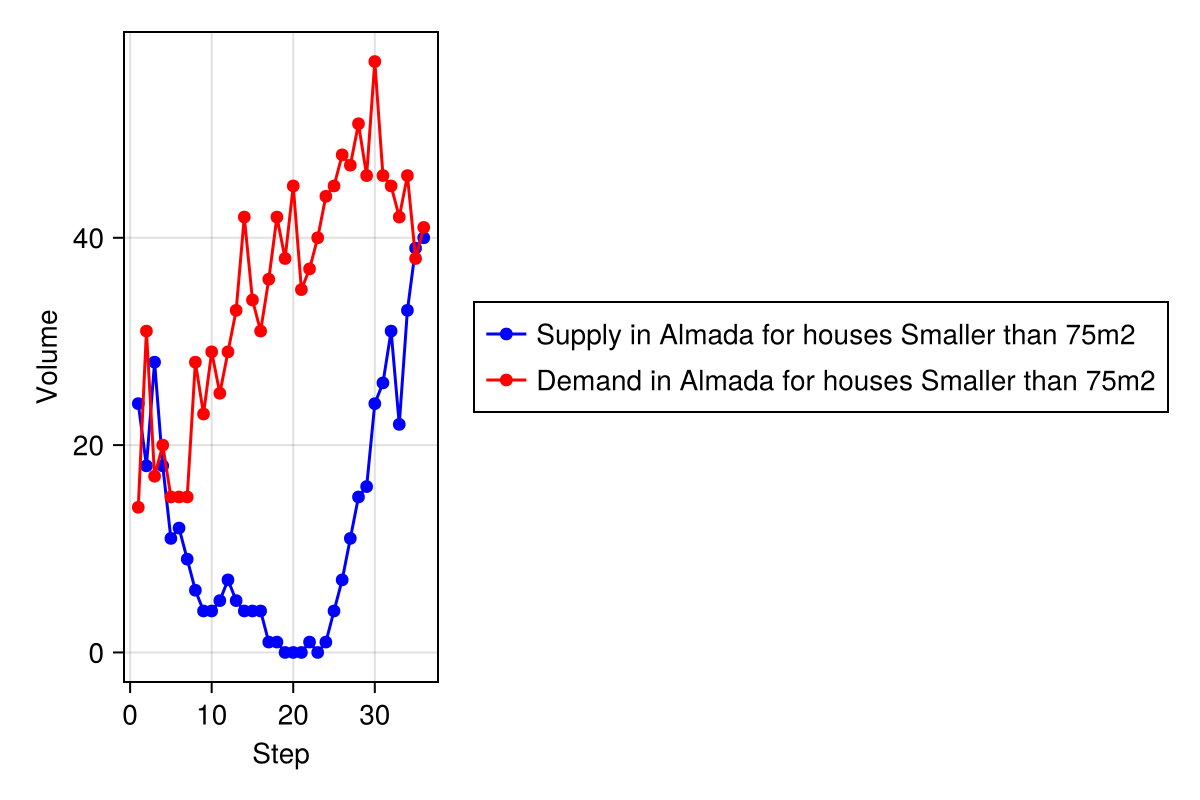 Volume
40
20
0
0 10 20 30
Step
Supply in Almada for houses Smaller than 75m2
Demand in Almada for houses Smaller than 75m2